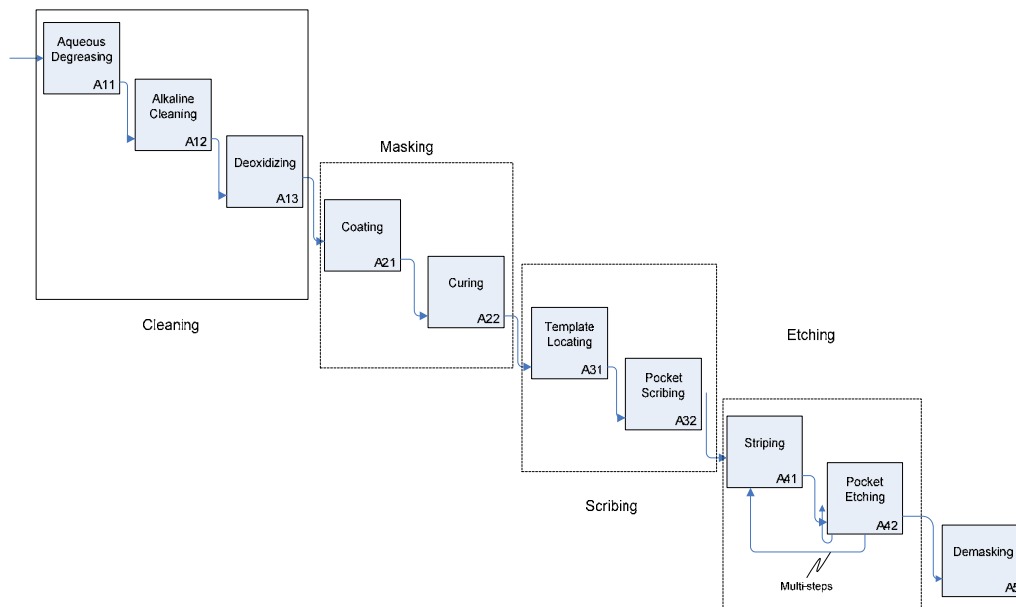 Aqueous
Degreasing
A11
Alkaline
Cleaning
A12
Deoxidizing
A13
Cleaning
Masking
Coating
A21
Curing
A22
Template
Locating
A31
Pocket
Scribing
A32
Scribing
Etching
Striping
A41
Pocket
Etching
A42
Multi-steps
Demasking